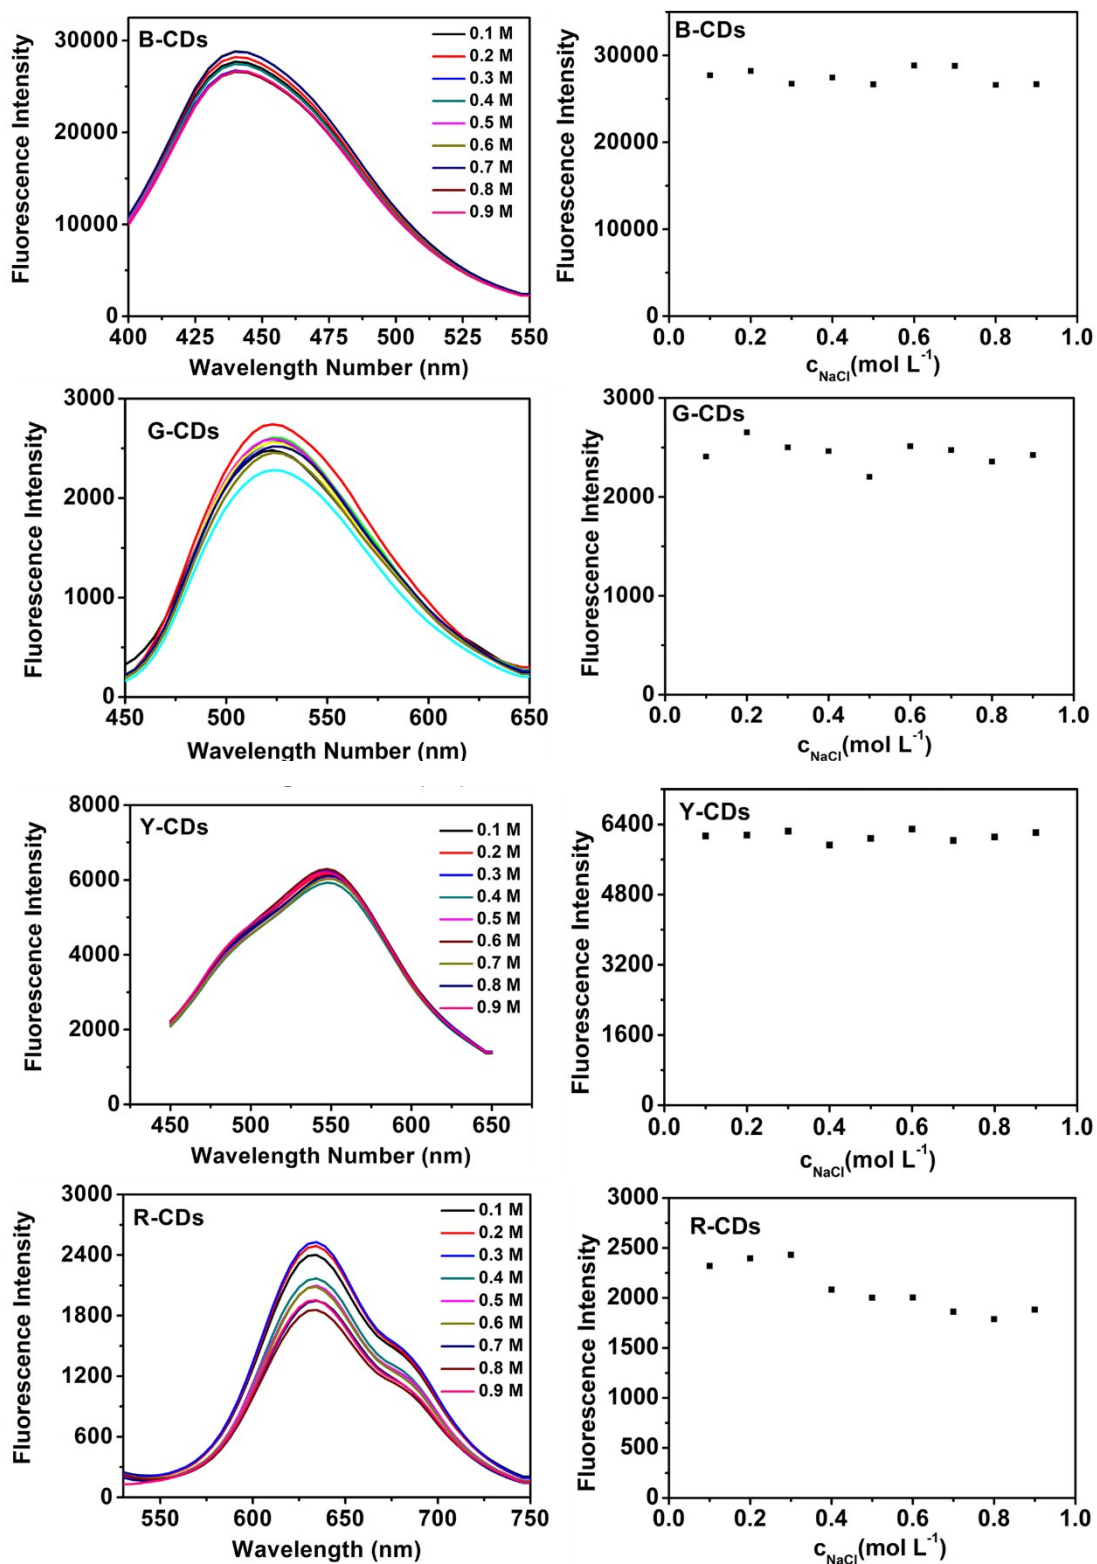 B-CDs
0.1 M
0.2 M
0.3 M
0.4 M
0.5 M
0.6 M
0.7 M
0.8 M
0.9 M
30000
20000
10000
0
400 425 450 475 500 525 550
Fluorescence Intensity
Wavelength Number (nm)
B-CDs
35000
30000
25000
20000
15000
10000
5000
0
0.0 0.2 0.4 0.6 0.8 1.0
Fluorescence Intensity
c_NaCl(mol L⁻¹)
G-CDs
3000
2000
1000
0
450 500 550 600 650
Fluorescence Intensity
Wavelength Number (nm)
G-CDs
3000
2000
1000
0
0.0 0.2 0.4 0.6 0.8 1.0
Fluorescence Intensity
c_NaCl(mol L⁻¹)
Y-CDs
0.1 M
0.2 M
0.3 M
0.4 M
0.5 M
0.6 M
0.7 M
0.8 M
0.9 M
8000
6000
4000
2000
0
450 500 550 600 650
Fluorescence Intensity
Wavelength Number (nm)
Y-CDs
6400
4800
3200
1600
0
0.0 0.2 0.4 0.6 0.8 1.0
Fluorescence Intensity
c_NaCl(mol L⁻¹)
R-CDs
0.1 M
0.2 M
0.3 M
0.4 M
0.5 M
0.6 M
0.7 M
0.8 M
0.9 M
3000
2400
1800
1200
600
0
550 600 650 700 750
Fluorescence Intensity
Wavelength (nm)
R-CDs
3000
2500
2000
1500
1000
500
0
0.0 0.2 0.4 0.6 0.8 1.0
Fluorescence Intensity
c_NaCl(mol L⁻¹)